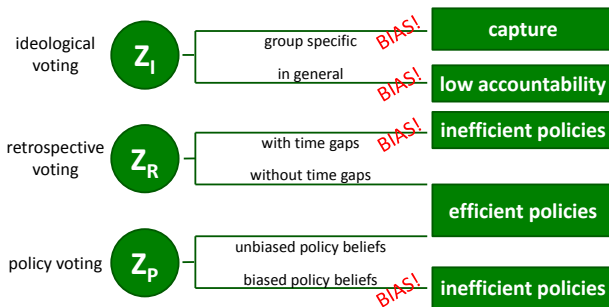 ideological
voting
Z_I
group specific
BIAS!
capture
in general
BIAS!
low accountability
retrospective
voting
Z_R
with time gaps
BIAS!
inefficient policies
without time gaps
efficient policies
policy voting
Z_P
unbiased policy beliefs
biased policy beliefs
BIAS!
inefficient policies